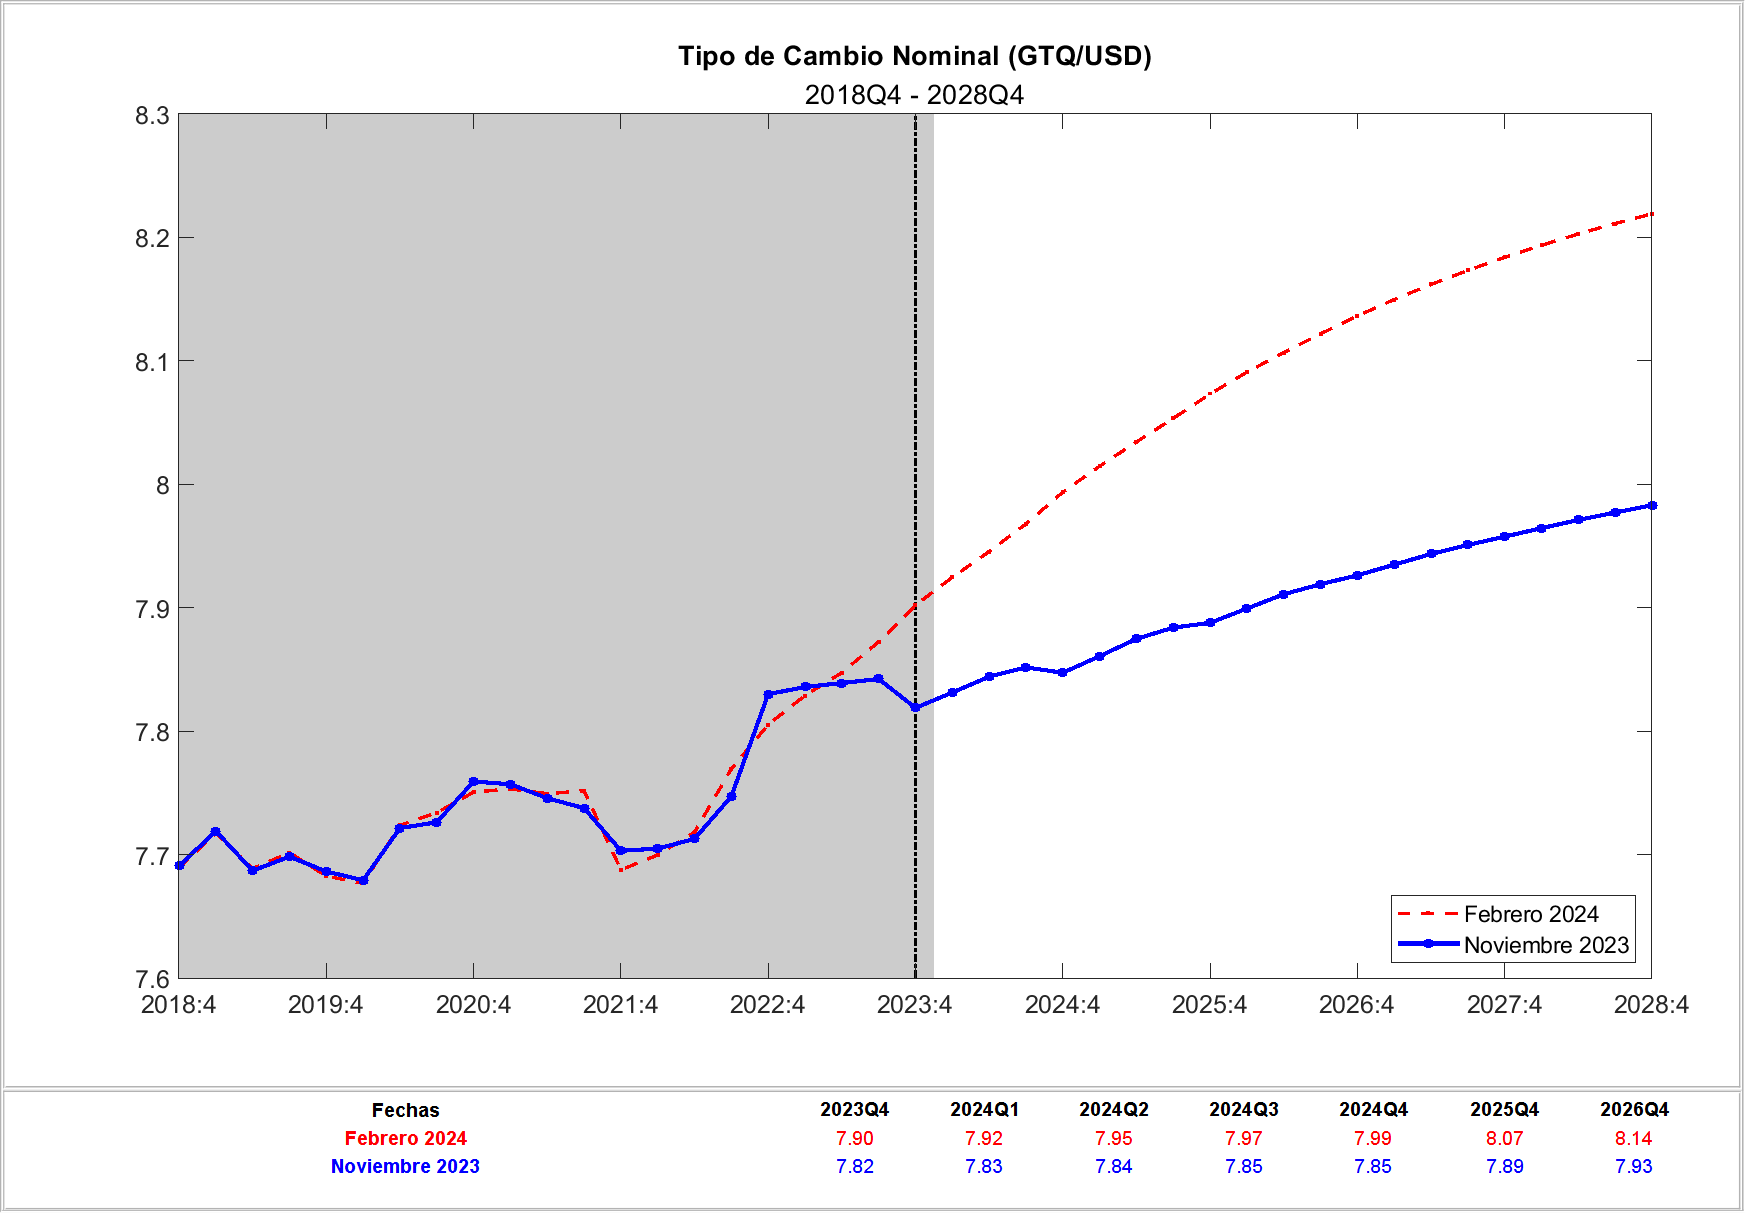 Tipo de Cambio Nominal (GTQ/USD)
2018Q4 - 2028Q4
8.3
8.2
8.1
8
7.9
7.8
7.7
7.6
2018:4 2019:4 2020:4 2021:4 2022:4 2023:4 2024:4 2025:4 2026:4 2027:4 2028:4
Febrero 2024
Noviembre 2023
Fechas 2023Q4 2024Q1 2024Q2 2024Q3 2024Q4 2025Q4 2026Q4
Febrero 2024 7.90 7.92 7.95 7.97 7.99 8.07 8.14
Noviembre 2023 7.82 7.83 7.84 7.85 7.85 7.89 7.93